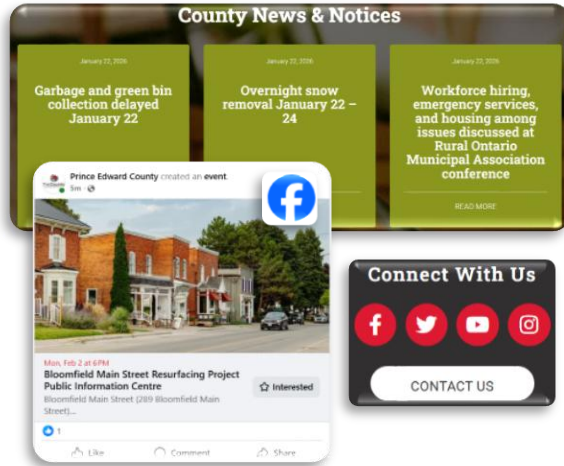 County News & Notices
January 22, 2026
Garbage and green bin
collection delayed
January 22
January 22, 2026
Overnight snow
removal January 22 –
24
January 22, 2026
Workforce hiring,
emergency services,
and housing among
issues discussed at
Rural Ontario
Municipal Association
conference
READ MORE
Prince Edward County created an event.
5m
Mon, Feb 2 at 6PM
Bloomfield Main Street Resurfacing Project
Public Information Centre
Interested
Bloomfield Main Street (289 Bloomfield Main
Street)...
1
Like Comment Share
Connect With Us
CONTACT US